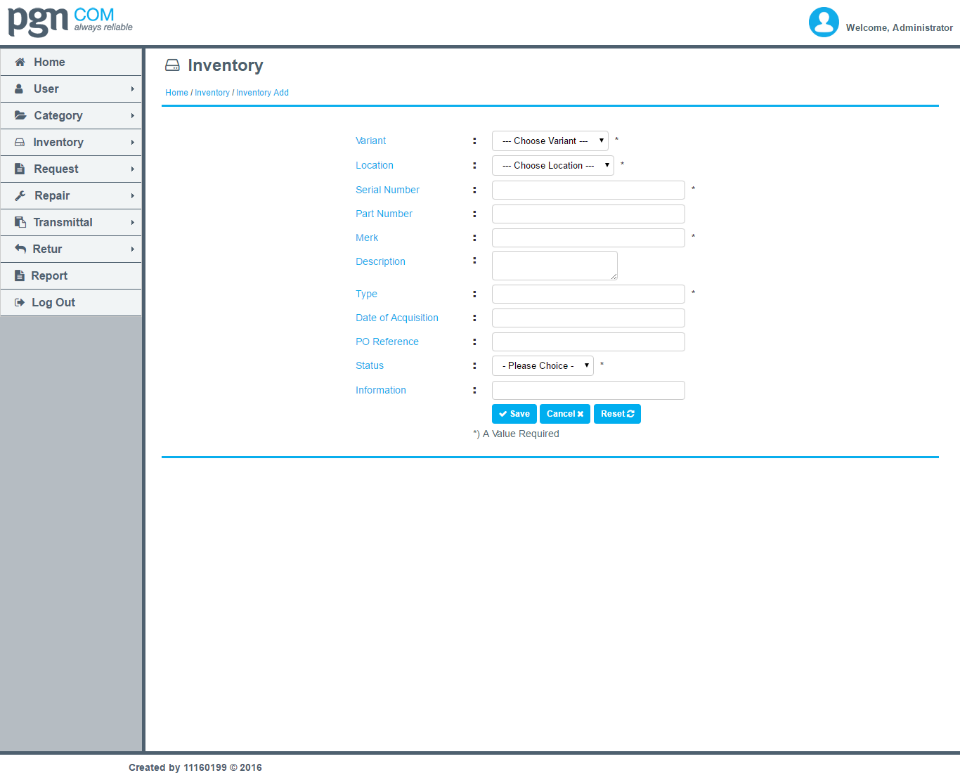 pgn COM
always reliable
Welcome, Administrator
Home
User
Category
Inventory
Request
Repair
Transmittal
Retur
Report
Log Out
Inventory
Home / Inventory / Inventory Add
Variant : --- Choose Variant --- *
Location : --- Choose Location --- *
Serial Number : *
Part Number :
Merk : *
Description :
Type : *
Date of Acquisition :
PO Reference :
Status : - Please Choice - *
Information :
Save Cancel Reset
*) A Value Required
Created by 11160199 © 2016